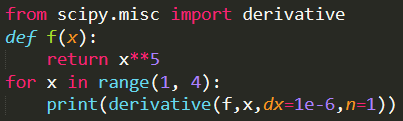 from scipy.misc import derivative
def f(x):
    return x**5
for x in range(1, 4):
    print(derivative(f,x,dx=1e-6,n=1))